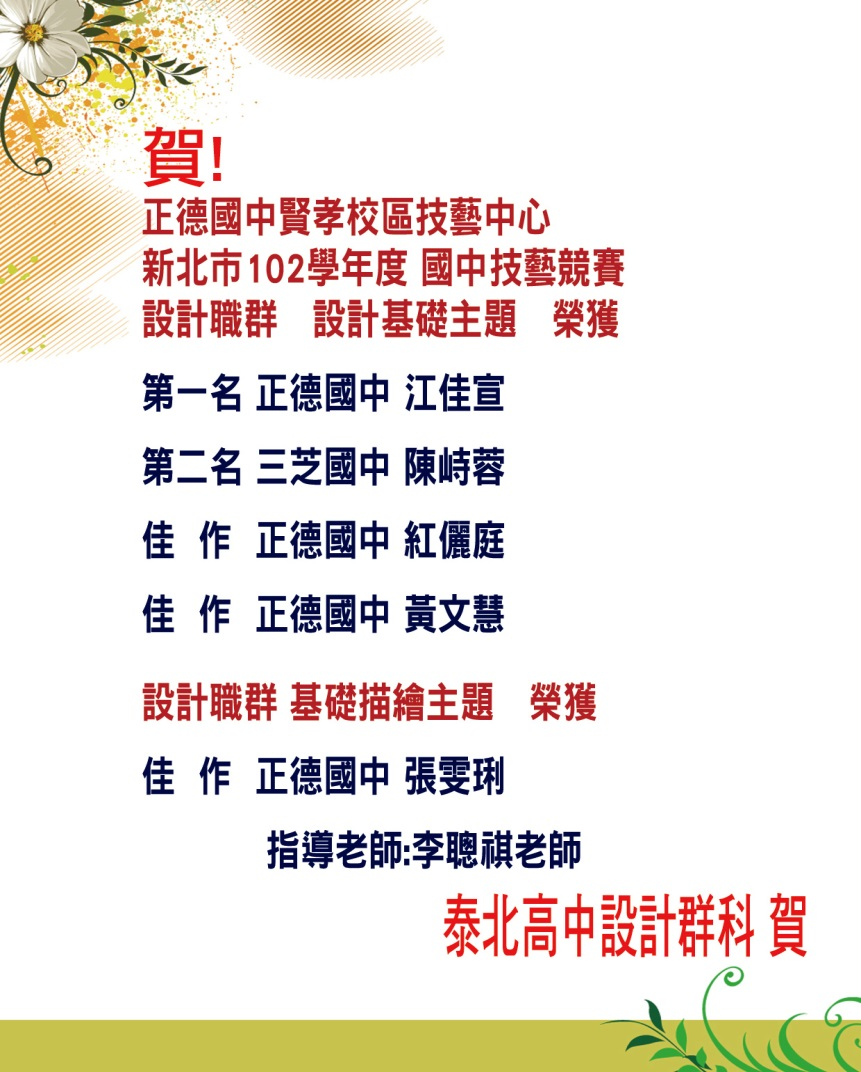 賀!
正德國中賢孝校區技藝中心
新北市102學年度 國中技藝競賽
設計職群　設計基礎主題　榮獲
第一名 正德國中 江佳宣
第二名 三芝國中 陳峙蓉
佳 作 正德國中 紅儷庭
佳 作 正德國中 黃文慧
設計職群 基礎描繪主題　榮獲
佳 作 正德國中 張雯琍
指導老師:李聰祺老師
泰北高中設計群科 賀